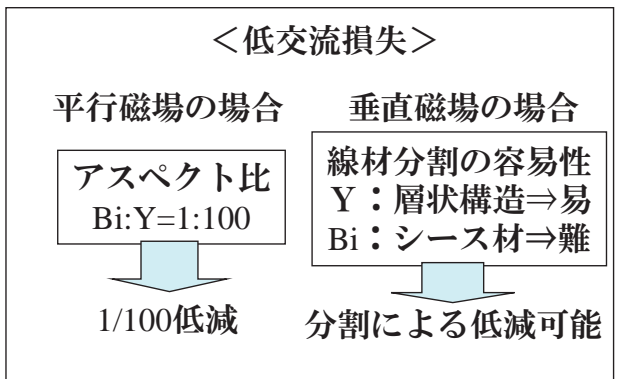 ＜低交流損失＞
平行磁場の場合
アスペクト比
Bi:Y=1:100
1/100低減
垂直磁場の場合
線材分割の容易性
Y：層状構造⇒易
Bi：シース材⇒難
分割による低減可能